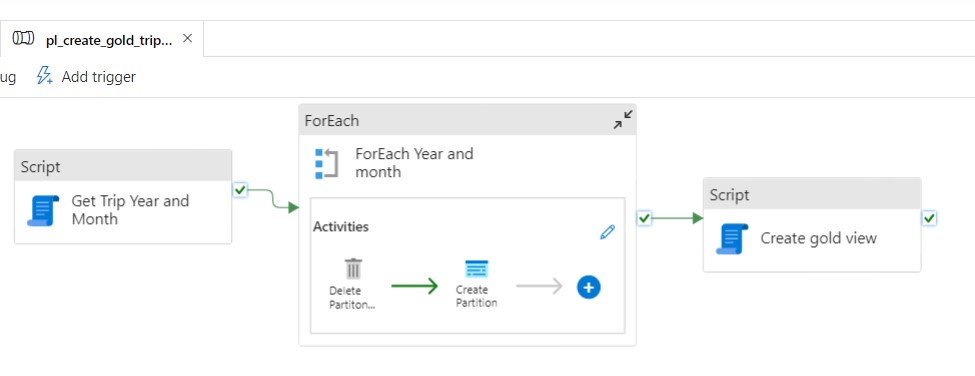 pl_create_gold_trip...
ug
Add trigger
ForEach
ForEach Year and
month
Script
Get Trip Year and
Month
Activities
Delete
Partiton...
Create
Partition
Script
Create gold view